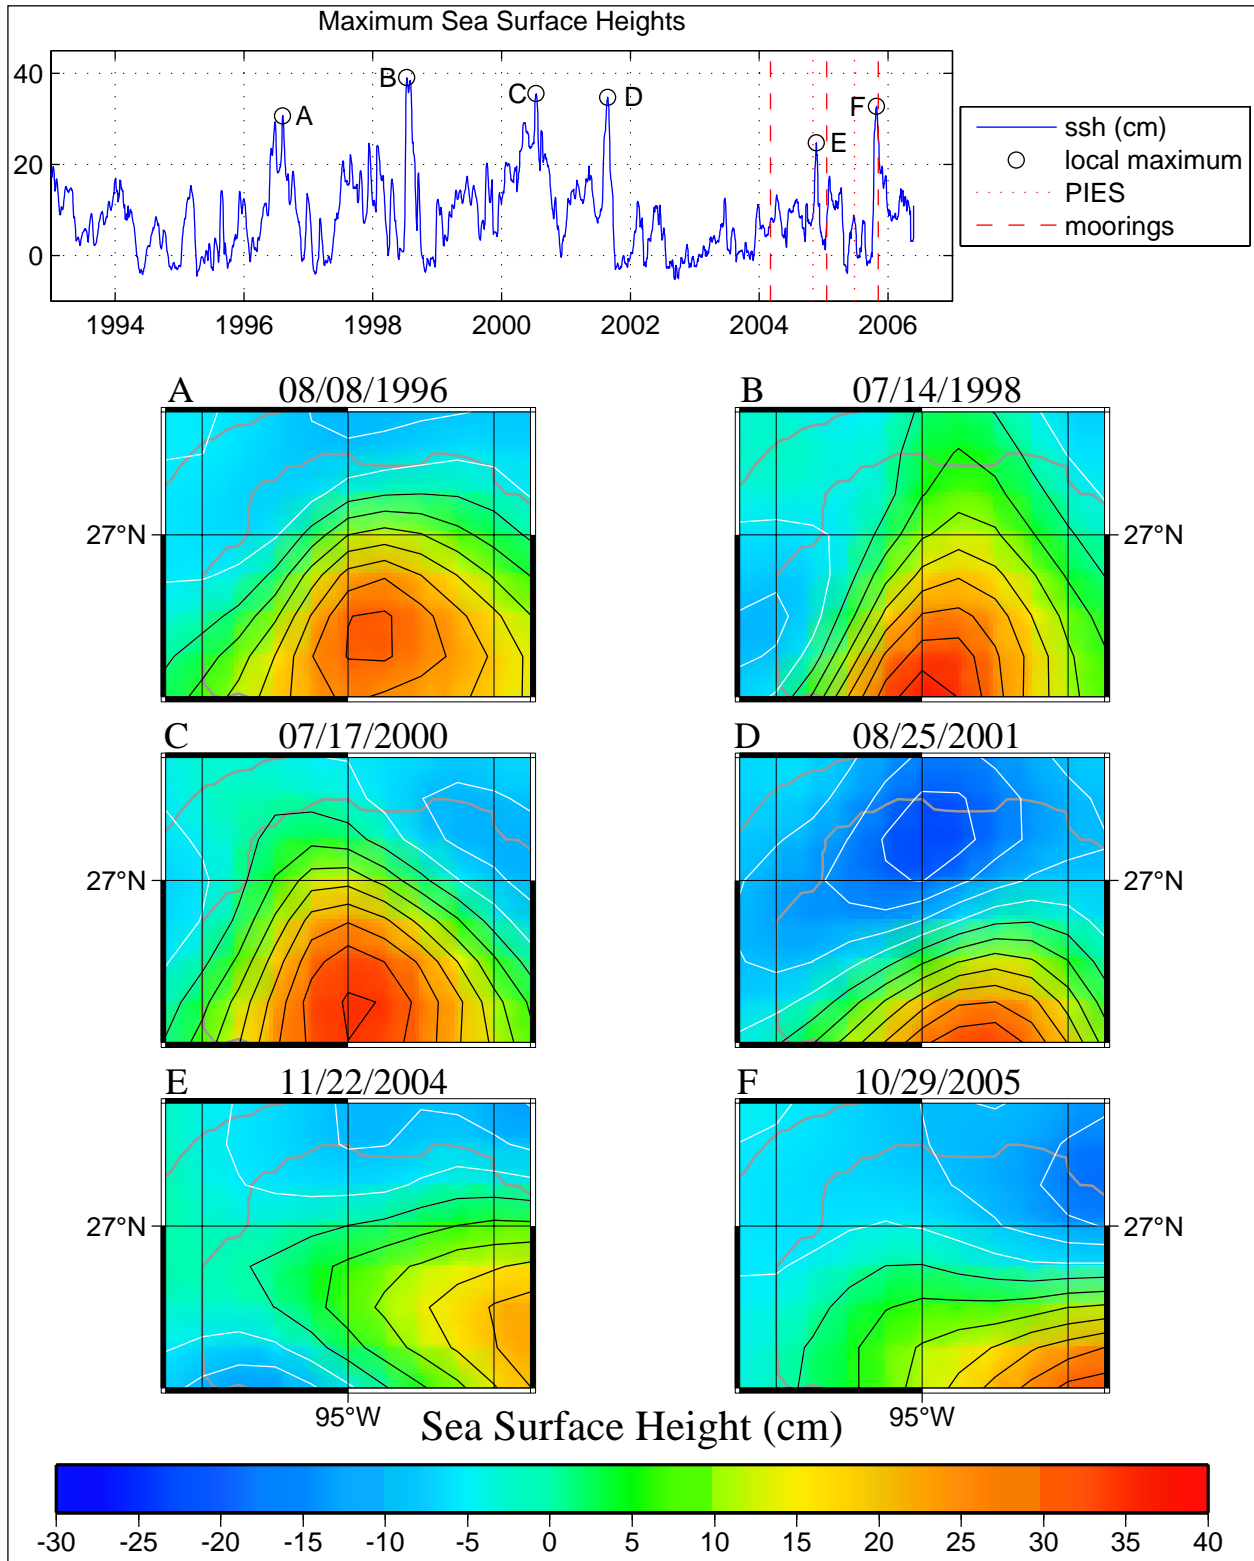 Maximum Sea Surface Heights
40
20
0
A
B
C
D
E
F
1994 1996 1998 2000 2002 2004 2006
ssh (cm)
local maximum
PIES
moorings
A 08/08/1996
B 07/14/1998
27°N
27°N
C 07/17/2000
D 08/25/2001
27°N
27°N
E 11/22/2004
F 10/29/2005
27°N
27°N
95°W
95°W
Sea Surface Height (cm)
-30 -25 -20 -15 -10 -5 0 5 10 15 20 25 30 35 40